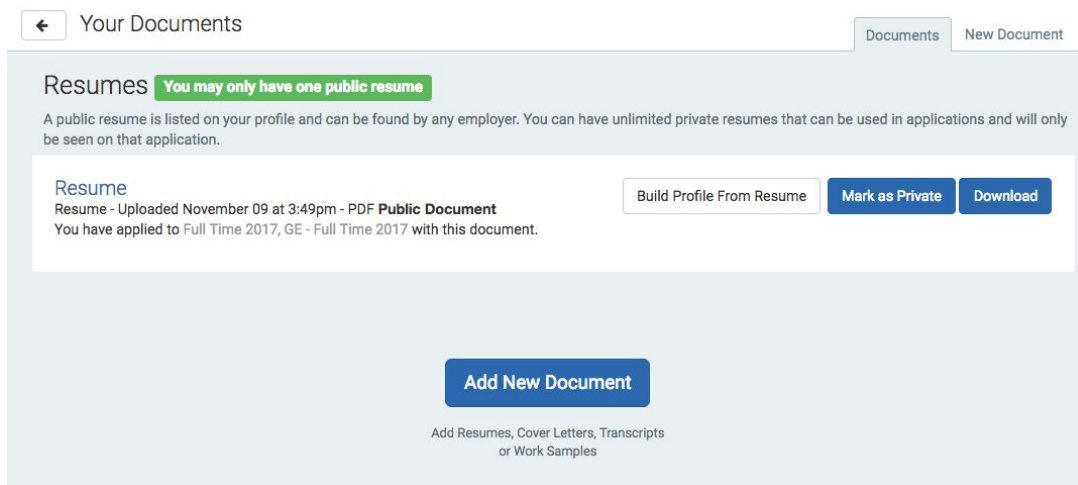 Your Documents
Documents
New Document
Resumes You may only have one public resume
A public resume is listed on your profile and can be found by any employer. You can have unlimited private resumes that can be used in applications and will only
be seen on that application.
Resume
Resume - Uploaded November 09 at 3:49pm - PDF Public Document
You have applied to Full Time 2017, GE - Full Time 2017 with this document.
Build Profile From Resume
Mark as Private
Download
Add New Document
Add Resumes, Cover Letters, Transcripts
or Work Samples